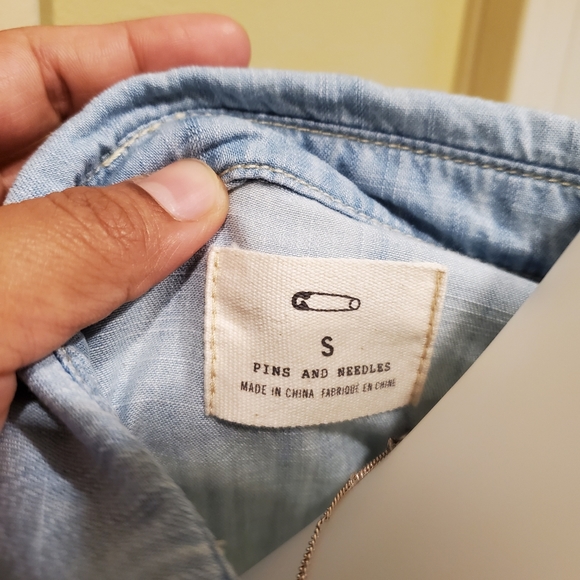 S
PINS AND NEEDLES
MADE IN CHINA FABRIQUÉ EN CHINE